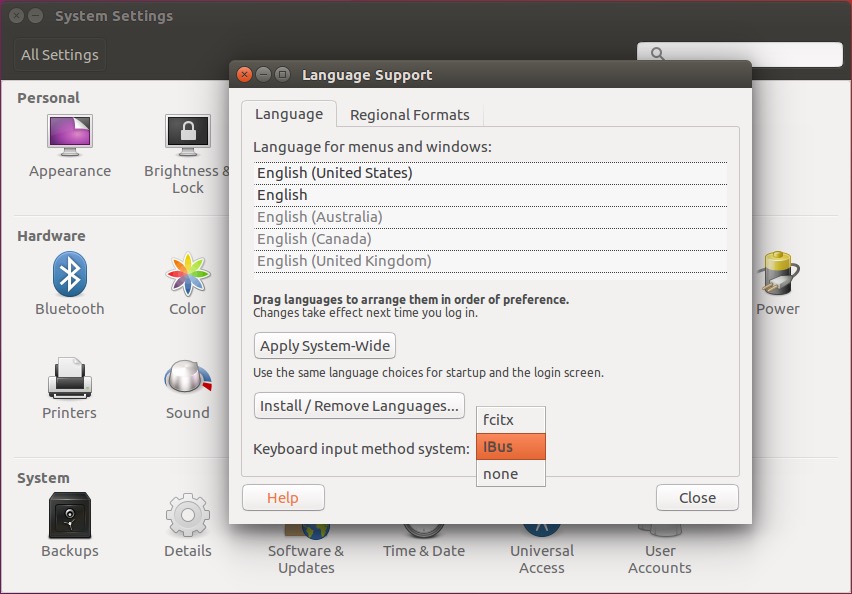 System Settings
All Settings
Language Support
Personal
Appearance
Brightness &
Lock
Hardware
Bluetooth
Color
Power
Printers
Sound
System
Backups
Details
Software &
Updates
Time & Date
Universal
Access
User
Accounts
Language
Regional Formats
Language for menus and windows:
English (United States)
English
English (Australia)
English (Canada)
English (United Kingdom)
Drag languages to arrange them in order of preference.
Changes take effect next time you log in.
Apply System-Wide
Use the same language choices for startup and the login screen.
Install / Remove Languages...
Keyboard input method system:
fcitx
IBus
none
Help
Close